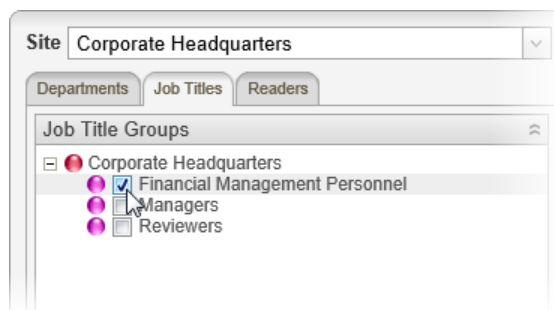 Site Corporate Headquarters
Departments Job Titles Readers
Job Title Groups
Corporate Headquarters
Financial Management Personnel
Managers
Reviewers